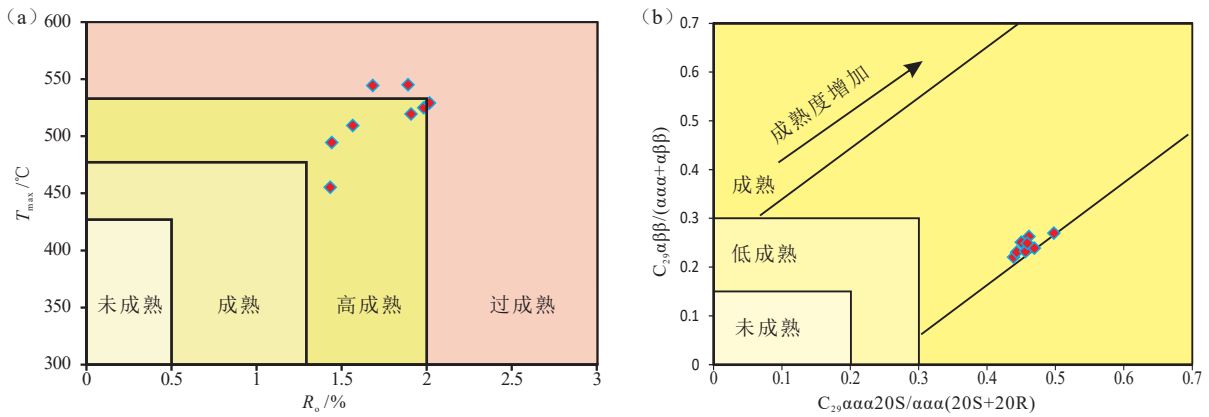 （a）
600
550
500
450
400
350
300
Tmax /℃
未成熟
成熟
高成熟
过成熟
0 0.5 1 1.5 2 2.5 3
Ro /%
（b）
0.7
0.6
0.5
0.4
0.3
0.2
0.1
0
C29αββ/(ααα+αββ)
成熟度增加
成熟
低成熟
未成熟
0 0.1 0.2 0.3 0.4 0.5 0.6 0.7
C29ααα20S/ααα(20S+20R)